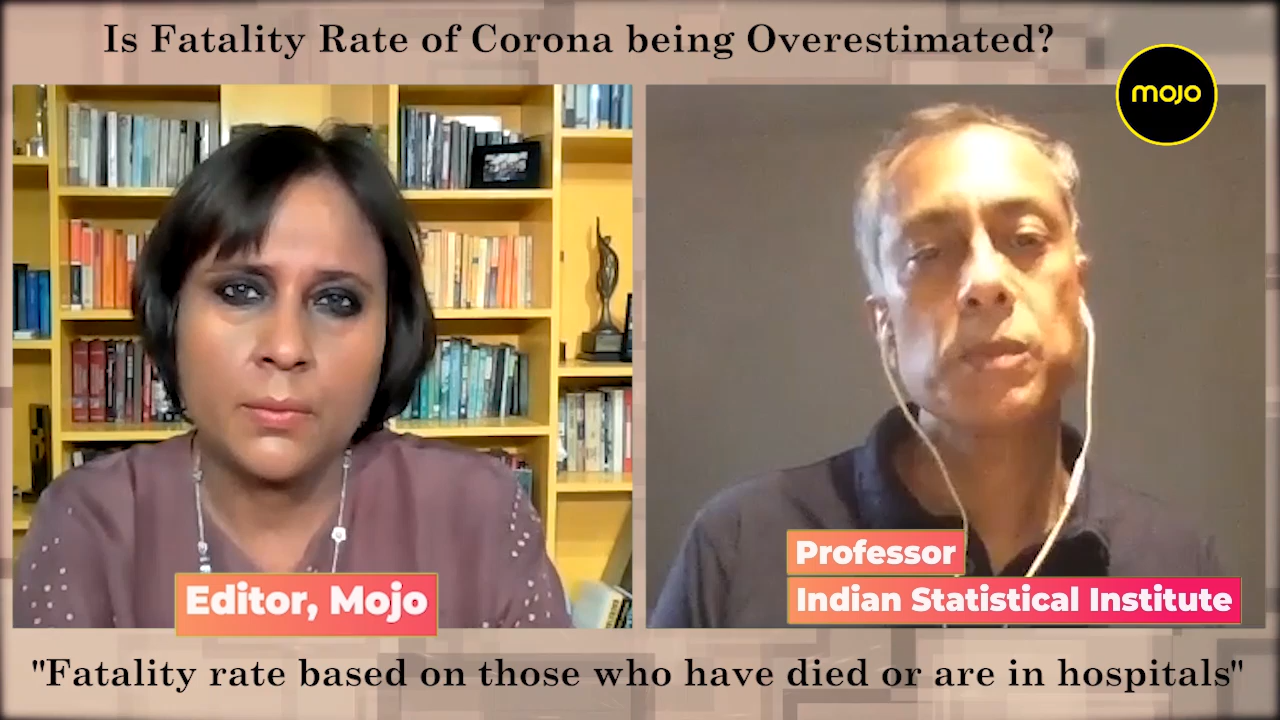 Is Fatality Rate of Corona being Overestimated?
mojo
Editor, Mojo
Professor
Indian Statistical Institute
"Fatality rate based on those who have died or are in hospitals"